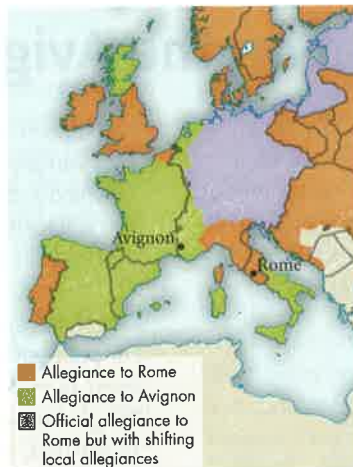 Avignon
Rome
Allegiance to Rome
Allegiance to Avignon
Official allegiance to
Rome but with shifting
local allegiances